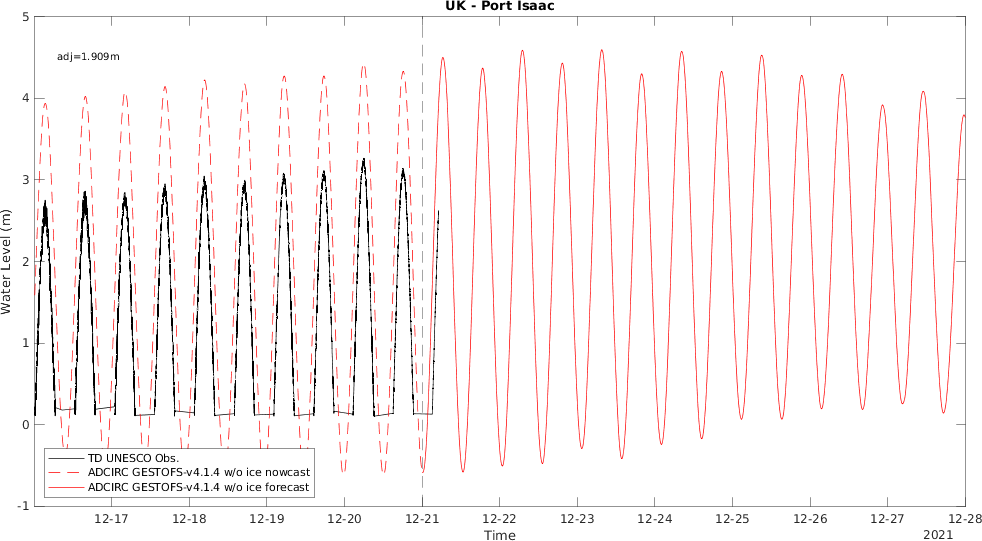 UK - Port Isaac
5
4
3
2
1
0
-1
Water Level (m)
adj=1.909m
TD UNESCO Obs.
ADCIRC GESTOFS-v4.1.4 w/o ice nowcast
ADCIRC GESTOFS-v4.1.4 w/o ice forecast
12-17 12-18 12-19 12-20 12-21 12-22 12-23 12-24 12-25 12-26 12-27 12-28
Time
2021